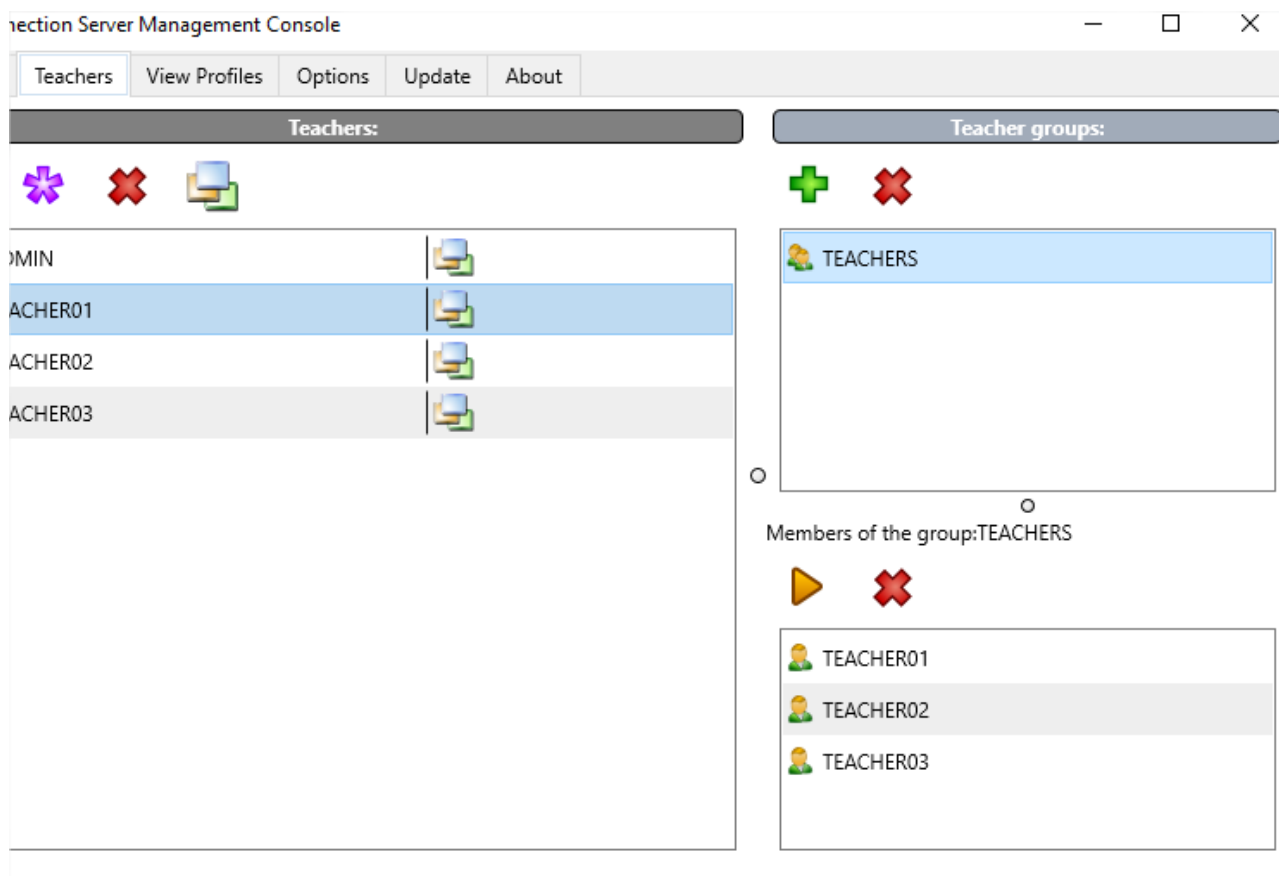 nection Server Management Console
Teachers View Profiles Options Update About
Teachers:
DMIN
ACHER01
ACHER02
ACHER03
Teacher groups:
TEACHERS
Members of the group:TEACHERS
TEACHER01
TEACHER02
TEACHER03